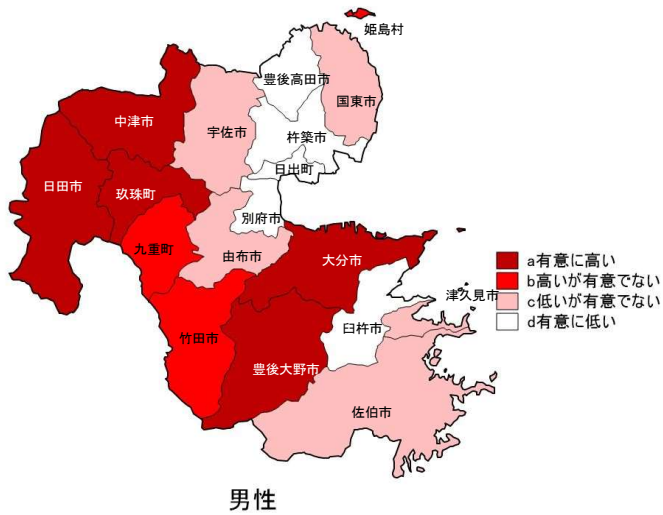 姫島村
豊後高田市
国東市
中津市
宇佐市
杵築市
日出町
日田市
玖珠町
別府市
九重町
由布市
大分市
a有意に高い
b高いが有意でない
c低いが有意でない
d有意に低い
津久見市
臼杵市
竹田市
豊後大野市
佐伯市
男性